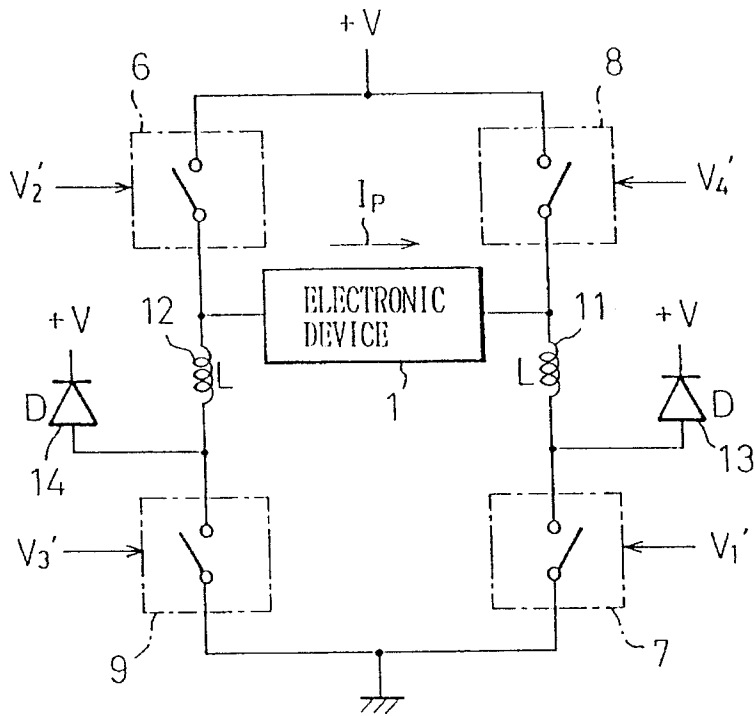 +V
6
8
V2'
V4'
IP
ELECTRONIC
DEVICE
12
11
+V
+V
L
L
D
D
1
14
13
V3'
V1'
9
7